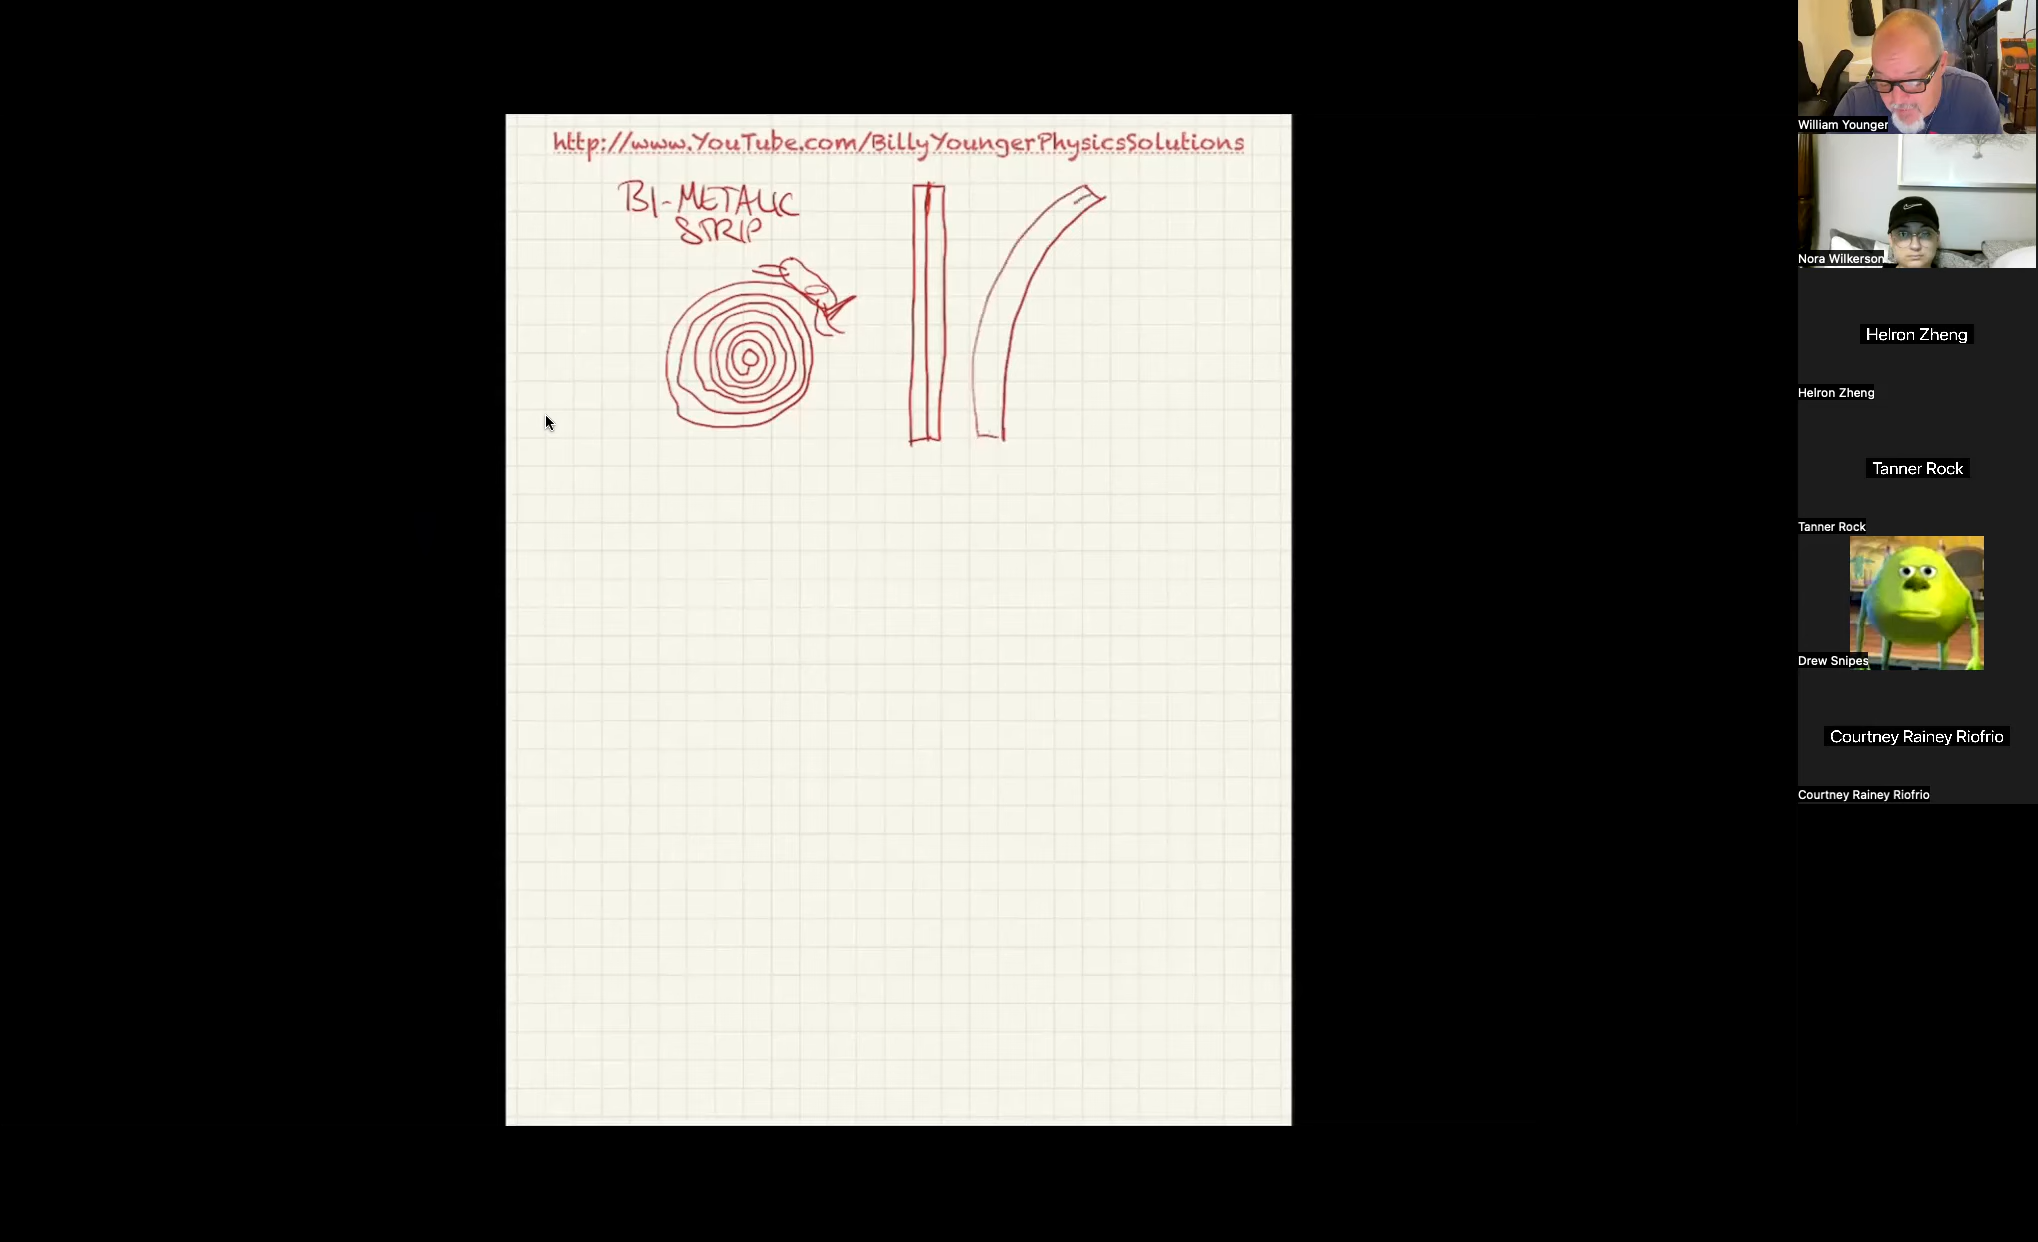 http://www.YouTube.com/BillyYoungerPhysicsSolutions
BI-METALIC
STRIP
William Younger
Nora Wilkerson
Helron Zheng
Helron Zheng
Tanner Rock
Tanner Rock
Drew Snipes
Courtney Rainey Riofrio
Courtney Rainey Riofrio